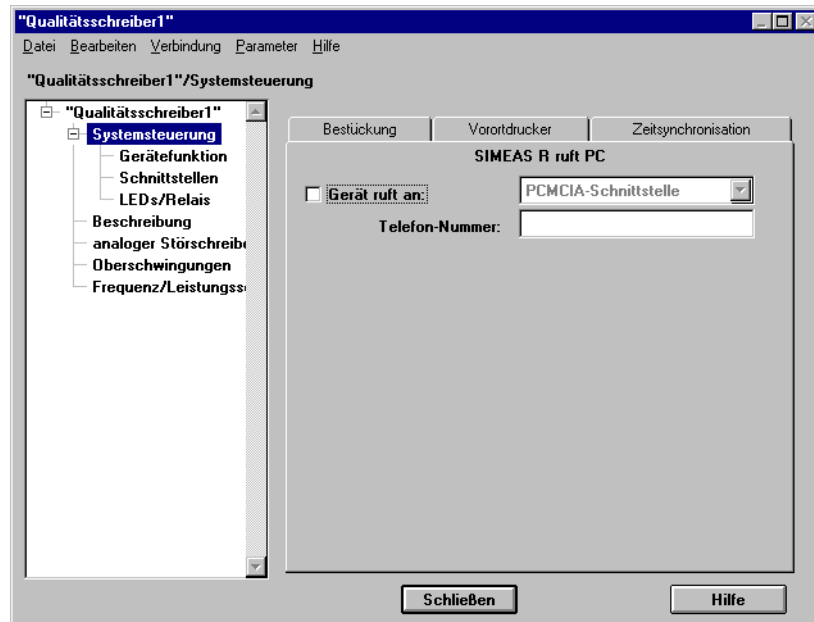 "Qualitätsschreiber1"
Datei Bearbeiten Verbindung Parameter Hilfe
"Qualitätsschreiber1"/Systemsteuerung
"Qualitätsschreiber1"
Systemsteuerung
Gerätefunktion
Schnittstellen
LEDs/Relais
Beschreibung
analoger Störschreibe
Oberschwingungen
Frequenz/Leistungss
Bestückung Vorortdrucker Zeitsynchronisation
SIMEAS R ruft PC
Gerät ruft an: PCMCIA-Schnittstelle
Telefon-Nummer:
Schließen Hilfe